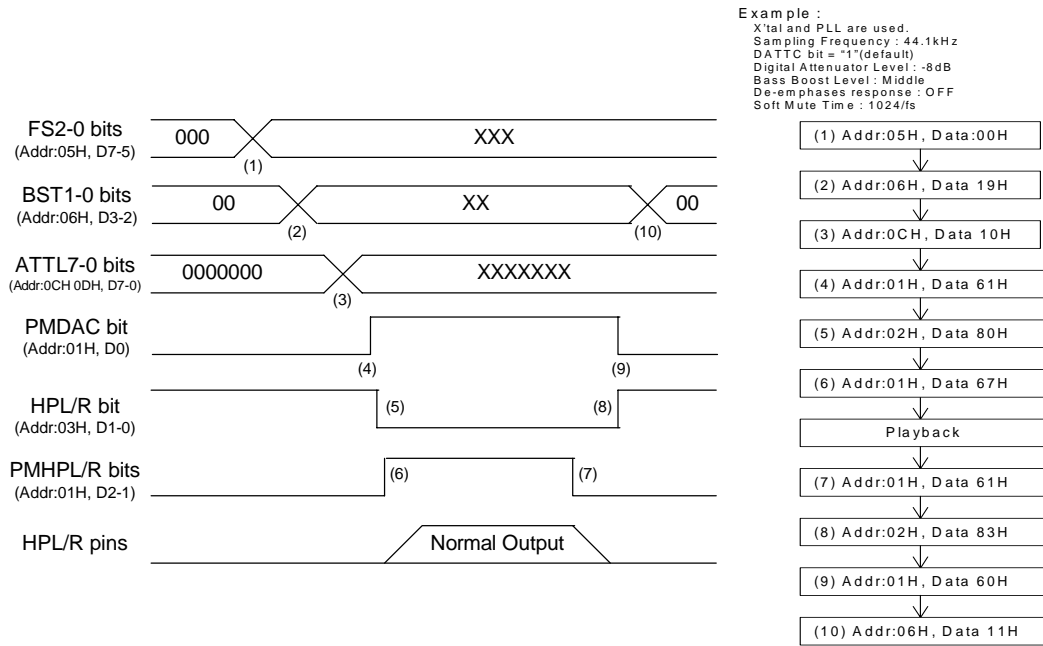 Example :
X'tal and PLL are used.
Sampling Frequency : 44.1kHz
DATTC bit = “1”(default)
Digital Attenuator Level : -8dB
Bass Boost Level : Middle
De-emphases response : OFF
Soft Mute Time : 1024/fs
FS2-0 bits
(Addr:05H, D7-5)
000
XXX
(1)
BST1-0 bits
(Addr:06H, D3-2)
00
XX
00
(2)
(10)
ATTL7-0 bits
(Addr:0CH 0DH, D7-0)
0000000
XXXXXXX
(3)
PMDAC bit
(Addr:01H, D0)
(4)
(9)
HPL/R bit
(Addr:03H, D1-0)
(5)
(8)
PMHPL/R bits
(Addr:01H, D2-1)
(6)
(7)
HPL/R pins
Normal Output
(1) Addr:05H, Data:00H
(2) Addr:06H, Data 19H
(3) Addr:0CH, Data 10H
(4) Addr:01H, Data 61H
(5) Addr:02H, Data 80H
(6) Addr:01H, Data 67H
Playback
(7) Addr:01H, Data 61H
(8) Addr:02H, Data 83H
(9) Addr:01H, Data 60H
(10) Addr:06H, Data 11H